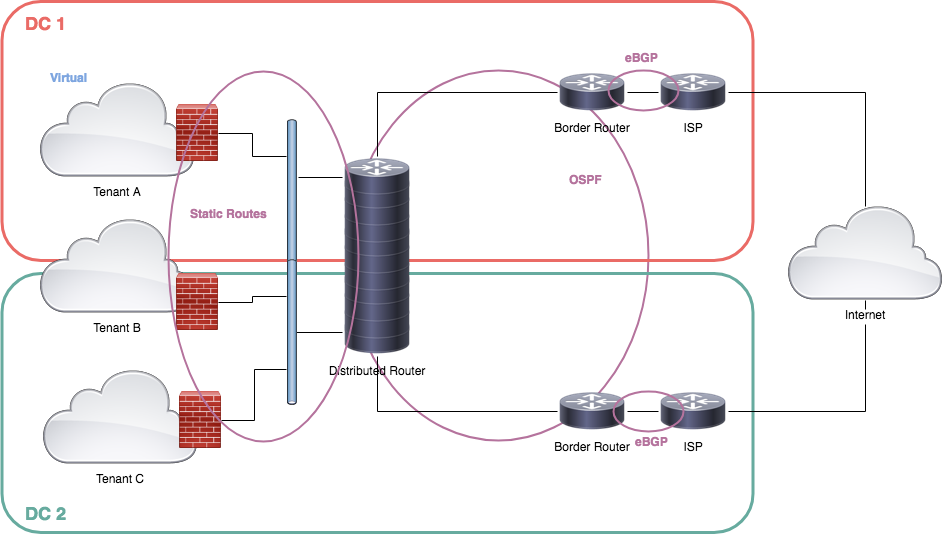 DC 1
eBGP
Virtual
Border Router
ISP
OSPF
Tenant A
Static Routes
Internet
Tenant B
Distributed Router
eBGP
Border Router
ISP
Tenant C
DC 2